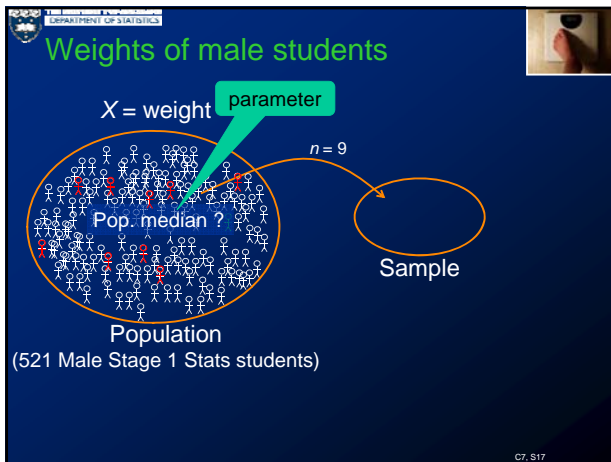 DEPARTMENT OF STATISTICS
Weights of male students
X = weight
parameter
n = 9
Pop. median ?
Sample
Population
(521 Male Stage 1 Stats students)
C7, S17